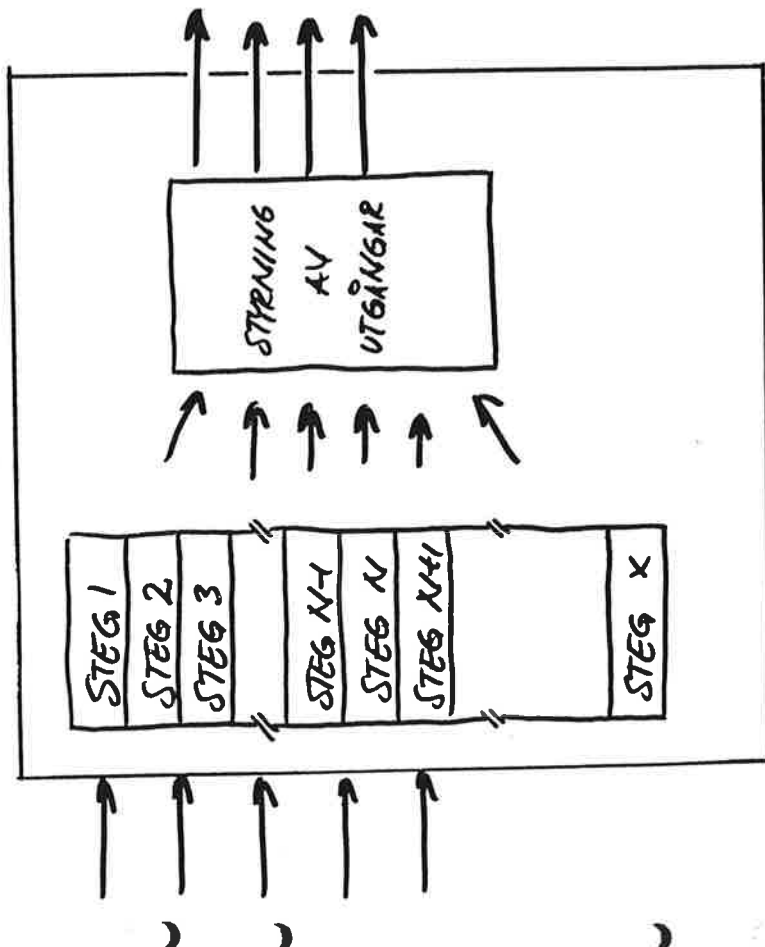 STYRNING
AV
UTGÅNGAR
STEG 1
STEG 2
STEG 3
STEG N-1
STEG N
STEG N+1
STEG X